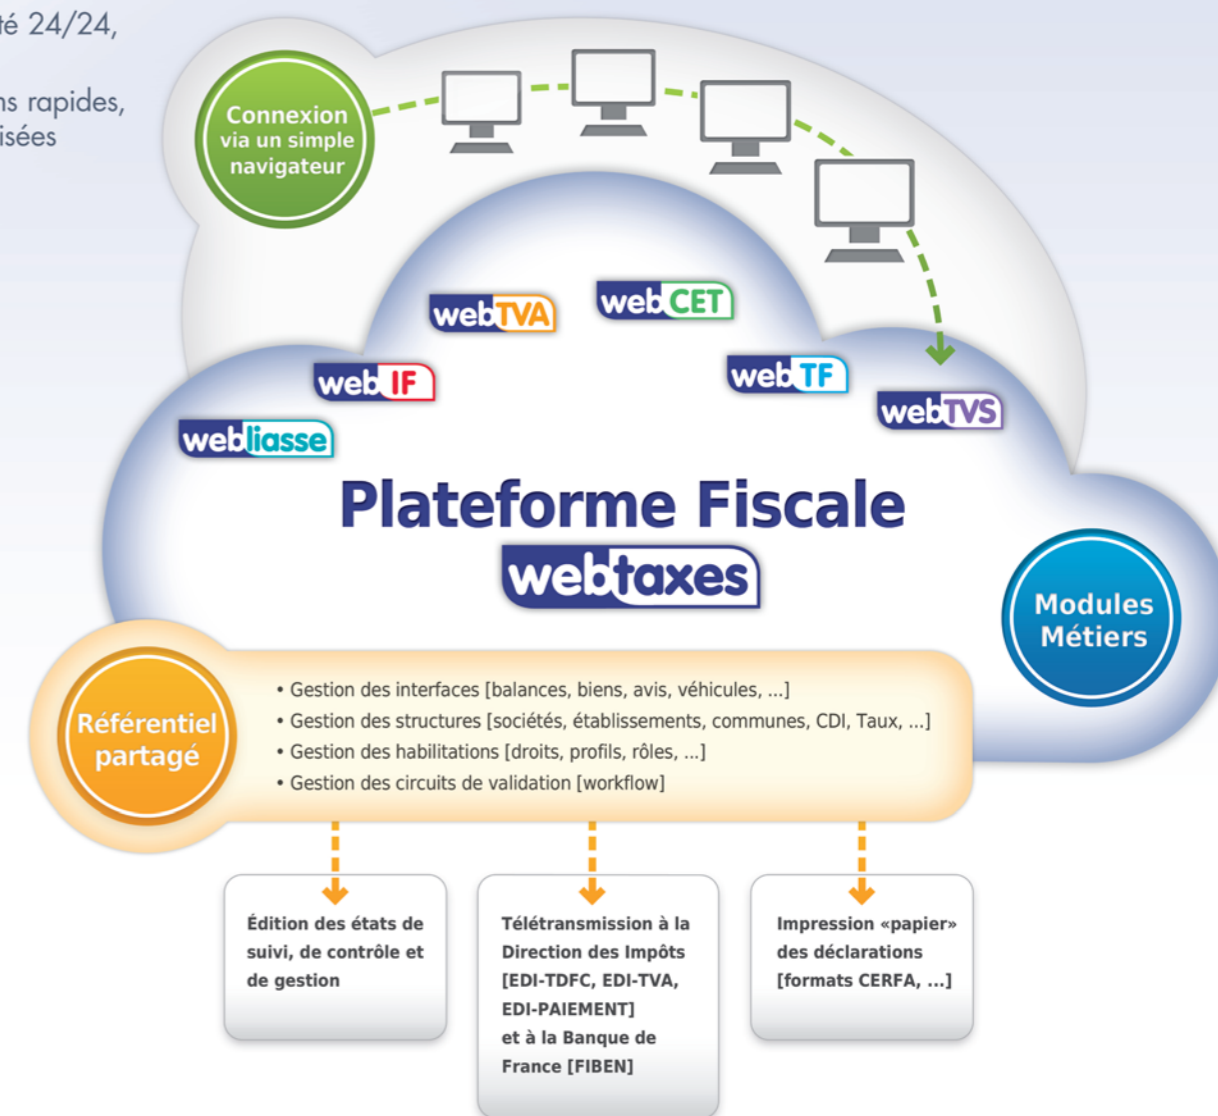 té 24/24,
ns rapides,
isées
Connexion
via un simple
navigateur
webTVA
webCET
webIF
webTF
webTVS
webliasse
Plateforme Fiscale
webtaxes
Modules
Métiers
Référentiel
partagé
• Gestion des interfaces [balances, biens, avis, véhicules, ...]
• Gestion des structures [sociétés, établissements, communes, CDI, Taux, ...]
• Gestion des habilitations [droits, profils, rôles, ...]
• Gestion des circuits de validation [workflow]
Édition des états de
suivi, de contrôle et
de gestion
Télétransmission à la
Direction des Impôts
[EDI-TDFC, EDI-TVA,
EDI-PAIEMENT]
et à la Banque de
France [FIBEN]
Impression «papier»
des déclarations
[formats CERFA, ...]